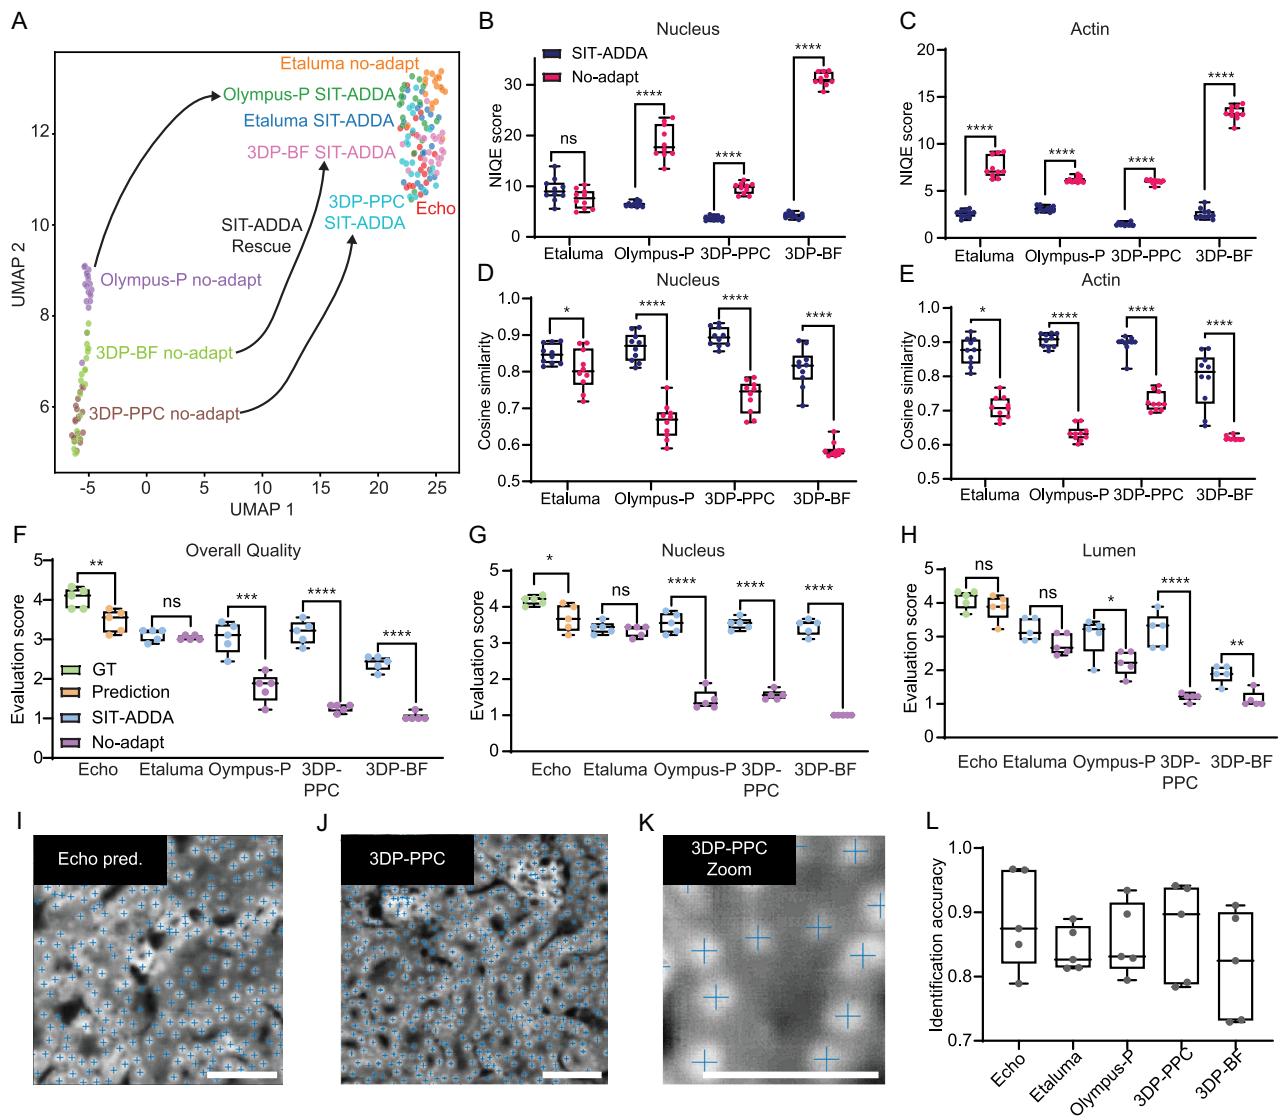 A
Etaluma no-adapt
Olympus-P SIT-ADDA
Etaluma SIT-ADDA
3DP-BF SIT-ADDA
3DP-PPC
SIT-ADDA
Echo
SIT-ADDA
Rescue
Olympus-P no-adapt
3DP-BF no-adapt
3DP-PPC no-adapt
12
10
8
6
UMAP 2
-5 0 5 10 15 20 25
UMAP 1
B
Nucleus
SIT-ADDA
No-adapt
ns
****
****
****
30
20
10
0
NIQE score
Etaluma Olympus-P 3DP-PPC 3DP-BF
C
Actin
****
****
****
****
20
15
10
5
0
NIQE score
Etaluma Olympus-P 3DP-PPC 3DP-BF
D
Nucleus
*
****
****
****
1.0
0.9
0.8
0.7
0.6
0.5
Cosine similarity
Etaluma Olympus-P 3DP-PPC 3DP-BF
E
Actin
*
****
****
****
1.0
0.9
0.8
0.7
0.6
0.5
Cosine similarity
Etaluma Olympus-P 3DP-PPC 3DP-BF
F
Overall Quality
**
ns
***
****
****
5
4
3
2
1
0
Evaluation score
GT
Prediction
SIT-ADDA
No-adapt
Echo Etaluma Oympus-P 3DP-
PPC
3DP-BF
G
Nucleus
*
ns
****
****
****
5
4
3
2
1
0
Evaluation score
Echo Etaluma Oympus-P 3DP-
PPC
3DP-BF
H
Lumen
ns
ns
*
****
**
5
4
3
2
1
0
Evaluation score
Echo Etaluma Oympus-P 3DP-
PPC
3DP-BF
I
Echo pred.
J
3DP-PPC
K
3DP-PPC
Zoom
L
1.0
0.9
0.8
0.7
Identification accuracy
Echo
Etaluma
Olympus-P
3DP-PPC
3DP-BF